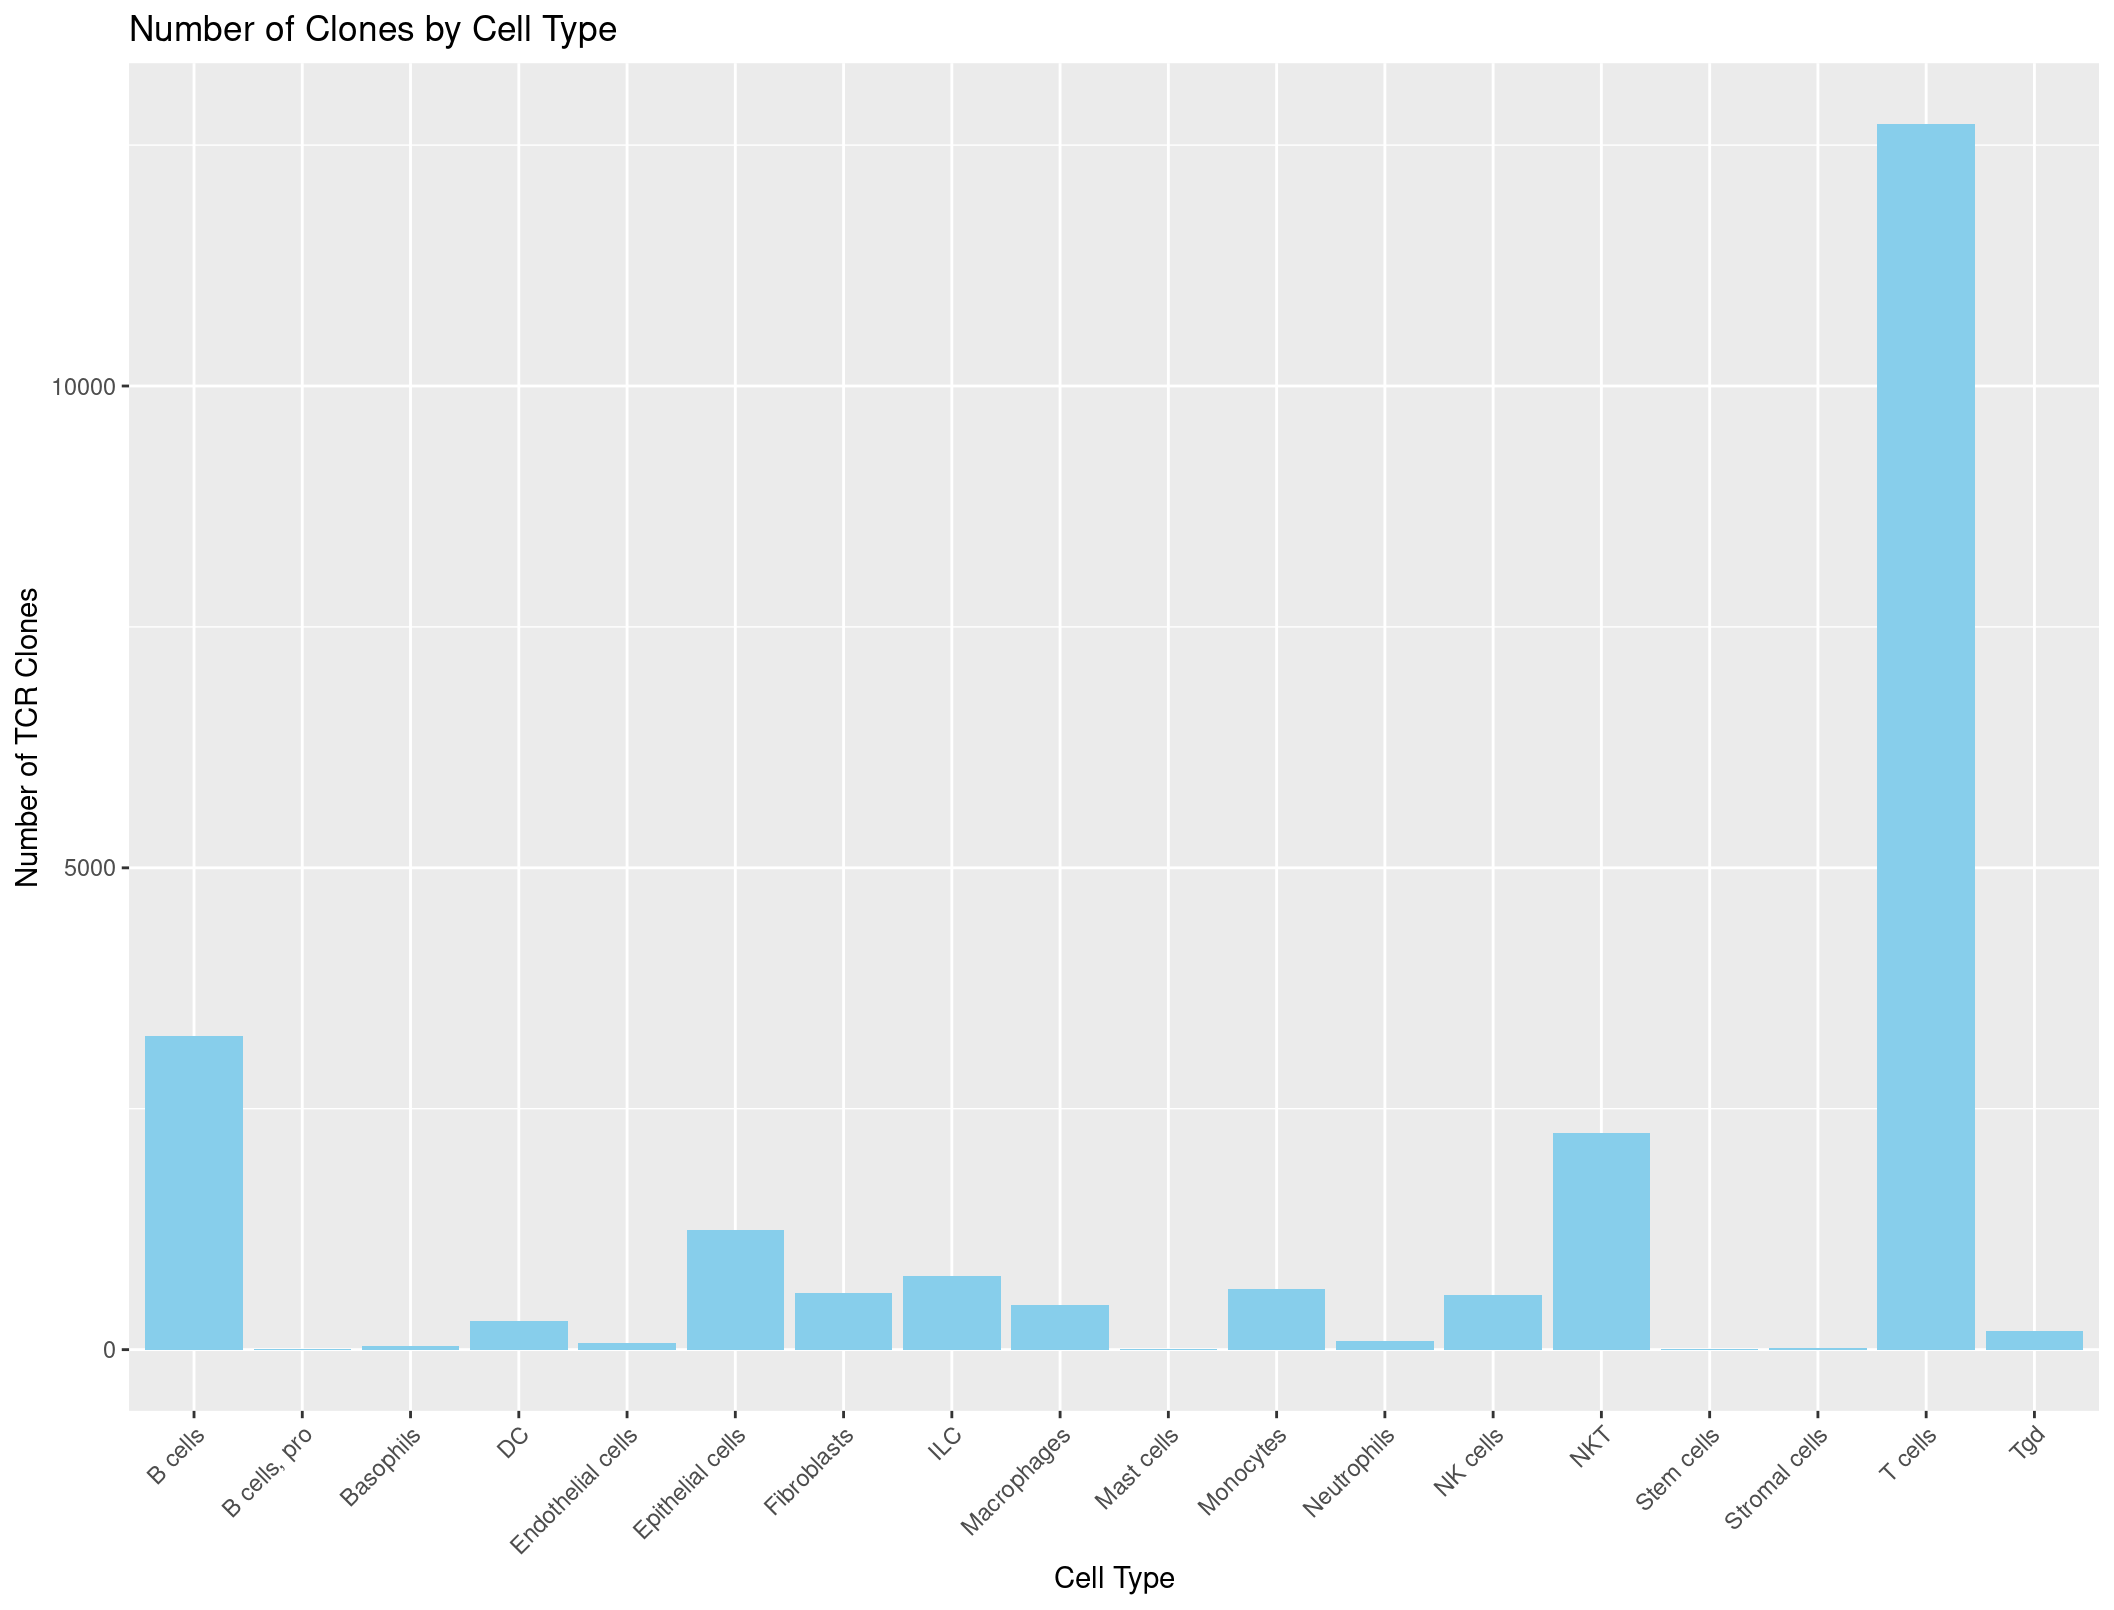 Number of Clones by Cell Type
Number of TCR Clones
10000
5000
0
B cells
B cells, pro
Basophils
DC
Endothelial cells
Epithelial cells
Fibroblasts
ILC
Macrophages
Mast cells
Monocytes
Neutrophils
NK cells
NKT
Stem cells
Stromal cells
T cells
Tgd
Cell Type